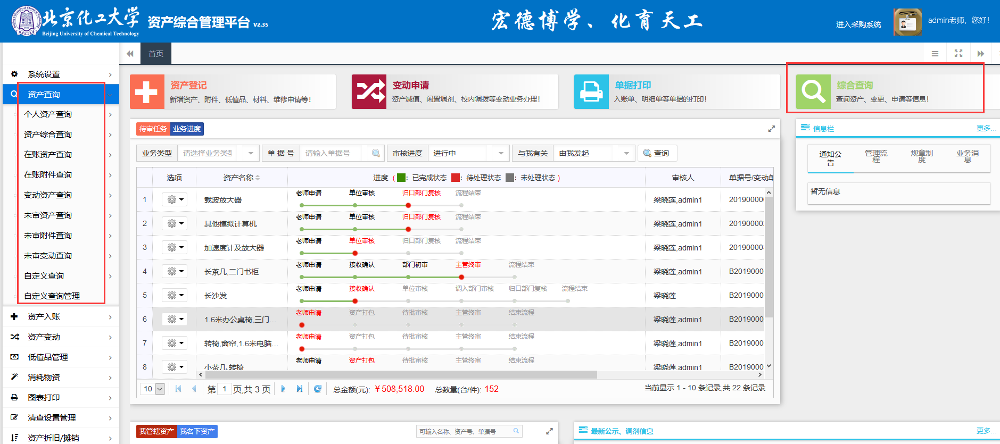 北京化工大学
Beijing University of Chemical Technology
资产综合管理平台 V2.35
宏德博学、化育天工
进入采购系统
admin老师，您好！
首页
系统设置
资产查询
个人资产查询
资产综合查询
在账资产查询
在账附件查询
变动资产查询
未审资产查询
未审附件查询
未审变动查询
自定义查询
自定义查询管理
资产入账
资产变动
低值品管理
消耗物资
图表打印
清查设置管理
资产折旧/摊销
资产登记
新增资产、附件、低值品、材料、维修申请等！
变动申请
资产减值、闲置调剂、校内调拨等变动业务办理！
单据打印
入账单、明细单等单据的打印！
综合查询
查询资产、变更、申请等信息！
待审任务 业务进度
业务类型 请选择业务类型 单 据 号 请输入单据号 审核进度 进行中 与我有关 由我发起 查询
选项 资产名称 进度 ( ：已完成状态 ：待处理状态 ：未处理状态 ) 审核人 单据号/变动单
老师申请 单位审核 归口部门复核 流程结束
1 载波放大器 梁晓莲,admin1 201900000
老师申请 单位审核 归口部门复核 流程结束
2 其他模拟计算机 梁晓莲,admin1 20190000
老师申请 单位审核 归口部门复核 流程结束
3 加速度计及放大器 梁晓莲,admin1 20190000
老师申请 接收确认 部门初审 主管终审 流程结束
4 长茶几,二门书柜 梁晓莲,admin1 B2019000
老师申请 接收确认 单位审核 调入部门审核 归口部门复核 流程结束
5 长沙发 梁晓莲 B2019000
老师申请 资产打包 待批审核 主管终审 结束流程
6 1.6米办公桌椅,三门... 梁晓莲,admin1 B2019000
老师申请 资产打包 待批审核 主管终审 结束流程
7 转椅,窗帘,1.6米电脑... 梁晓莲,admin1 B2019000
老师申请 资产打包 待批审核 主管终审 结束流程
8 小茶几,转椅 梁晓莲,admin1 B2019000
10 第 1 页,共 3 页 总金额(元): ￥508,518.00 总数量(台/件): 152 当前显示 1 - 10 条记录,共 22 条记录
信息栏 更多...
通知公告 管理流程 规章制度 业务消息
暂无信息
我管辖资产 我名下资产 可输入名称、资产号、单据号
最新公示、调剂信息 更多...